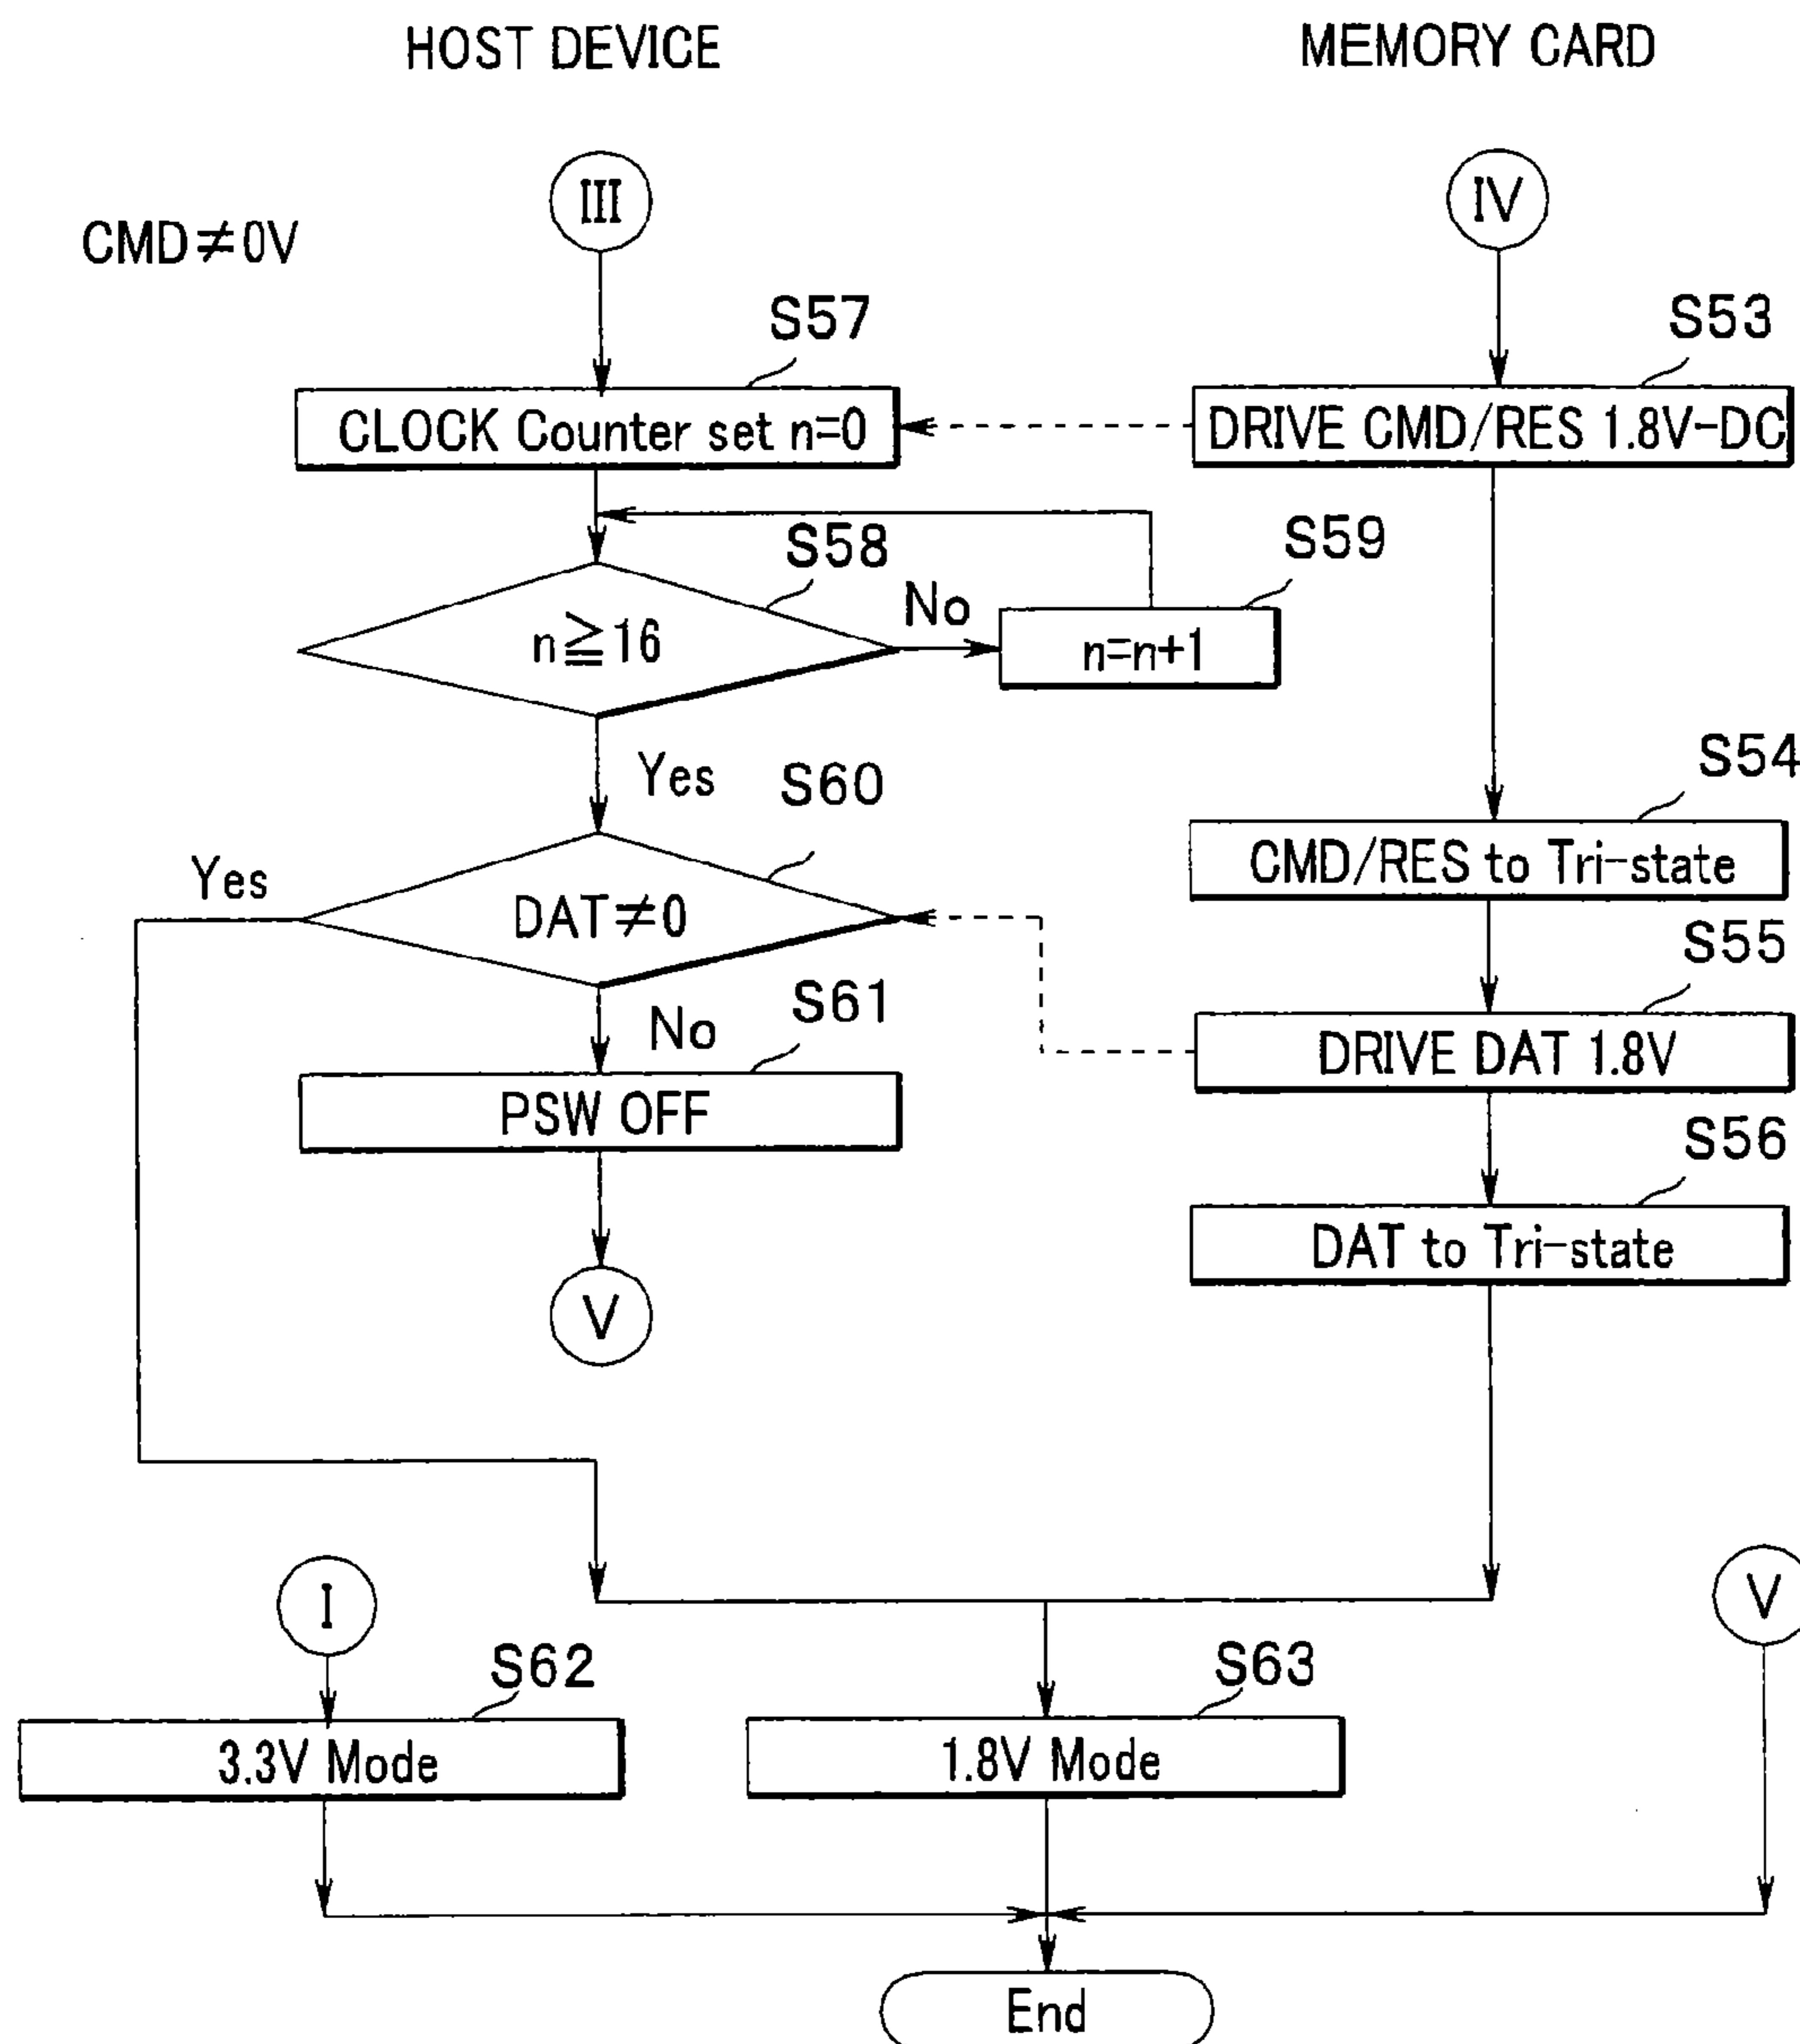 HOST DEVICE
MEMORY CARD
III
IV
CMD≠0V
S57
S53
CLOCK Counter set n=0
DRIVE CMD/RES 1.8V-DC
S58
S59
No
n≧16
n=n+1
Yes
S60
S54
Yes
CMD/RES to Tri-state
DAT≠0
S55
S61
No
DRIVE DAT 1.8V
PSW OFF
S56
DAT to Tri-state
V
I
V
S62
S63
3.3V Mode
1.8V Mode
End